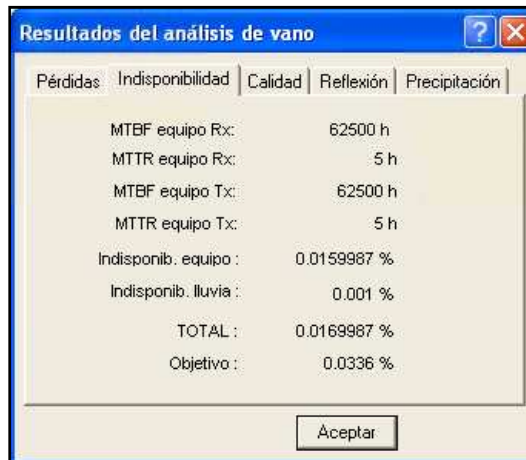 Resultados del análisis de vano
Pérdidas Indisponibilidad Calidad Reflexión Precipitación
MTBF equipo Rx: 62500 h
MTTR equipo Rx: 5 h
MTBF equipo Tx: 62500 h
MTTR equipo Tx: 5 h
Indisponib. equipo : 0.0159987 %
Indisponib. lluvia : 0.001 %
TOTAL : 0.0169987 %
Objetivo : 0.0336 %
Aceptar